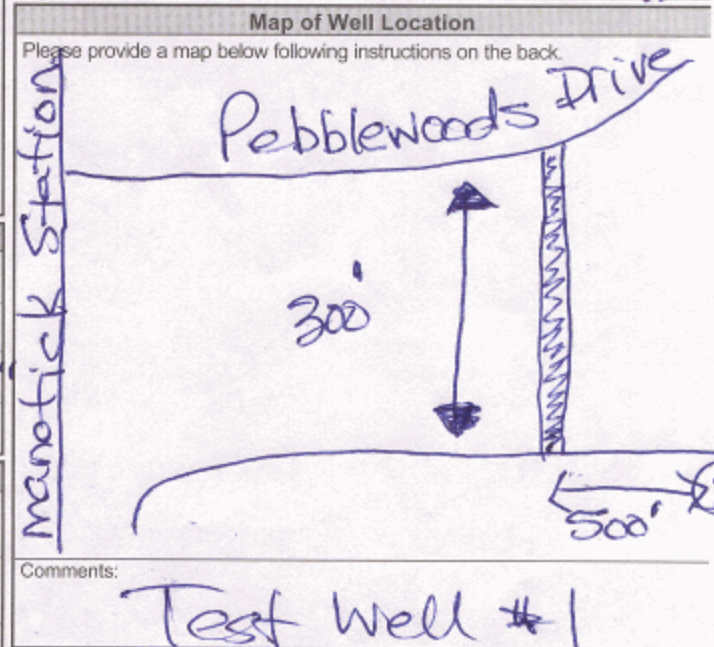 Map of Well Location
Please provide a map below following instructions on the back.
Pebblewoods Drive
manotick Station
300'
500'
Comments:
Test Well #1